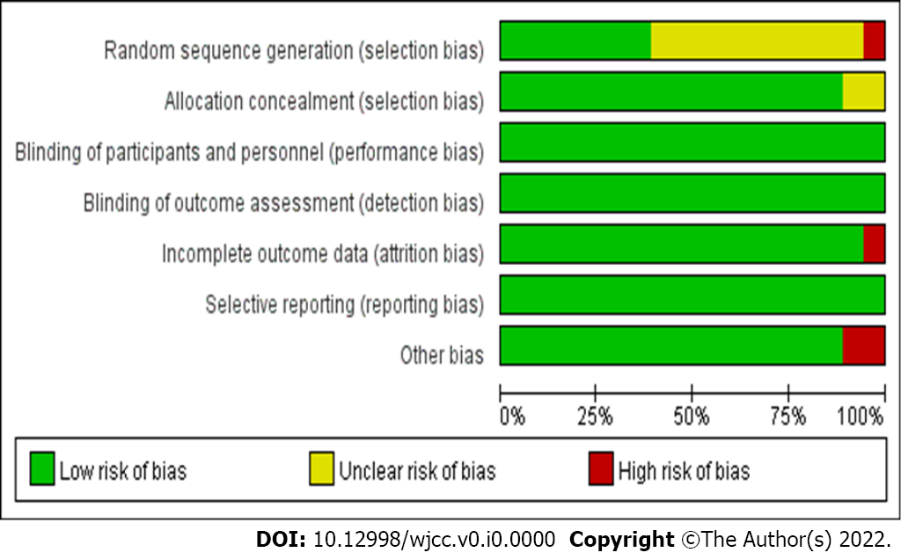 Random sequence generation (selection bias)
Allocation concealment (selection bias)
Blinding of participants and personnel (performance bias)
Blinding of outcome assessment (detection bias)
Incomplete outcome data (attrition bias)
Selective reporting (reporting bias)
Other bias
0% 25% 50% 75% 100%
Low risk of bias Unclear risk of bias High risk of bias
DOI: 10.12998/wjcc.v0.i0.0000 Copyright ©The Author(s) 2022.